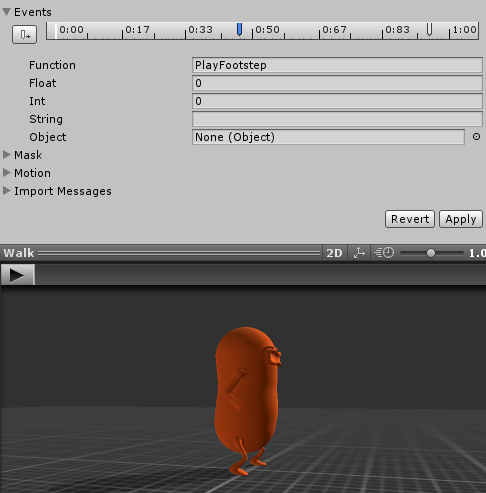 Events
0:00 0:17 0:33 0:50 0:67 0:83 1:00
Function PlayFootstep
Float 0
Int 0
String
Object None (Object)
Mask
Motion
Import Messages
Revert Apply
Walk 2D 1.0